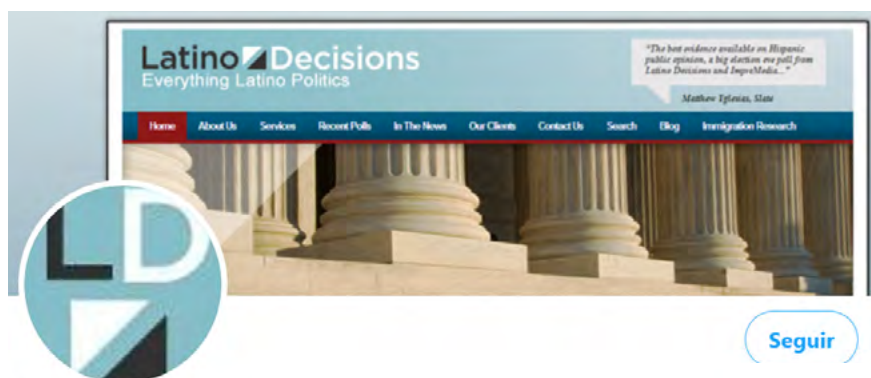 Latino Decisions
Everything Latino Politics
"The best evidence available on Hispanic
public opinion, a big election eve poll from
Latino Decisions and ImpreMedia..."
Matthew Yglesias, Slate
Home About Us Services Recent Polls In The News Our Clients Contact Us Search Blog Immigration Research
LD
Seguir